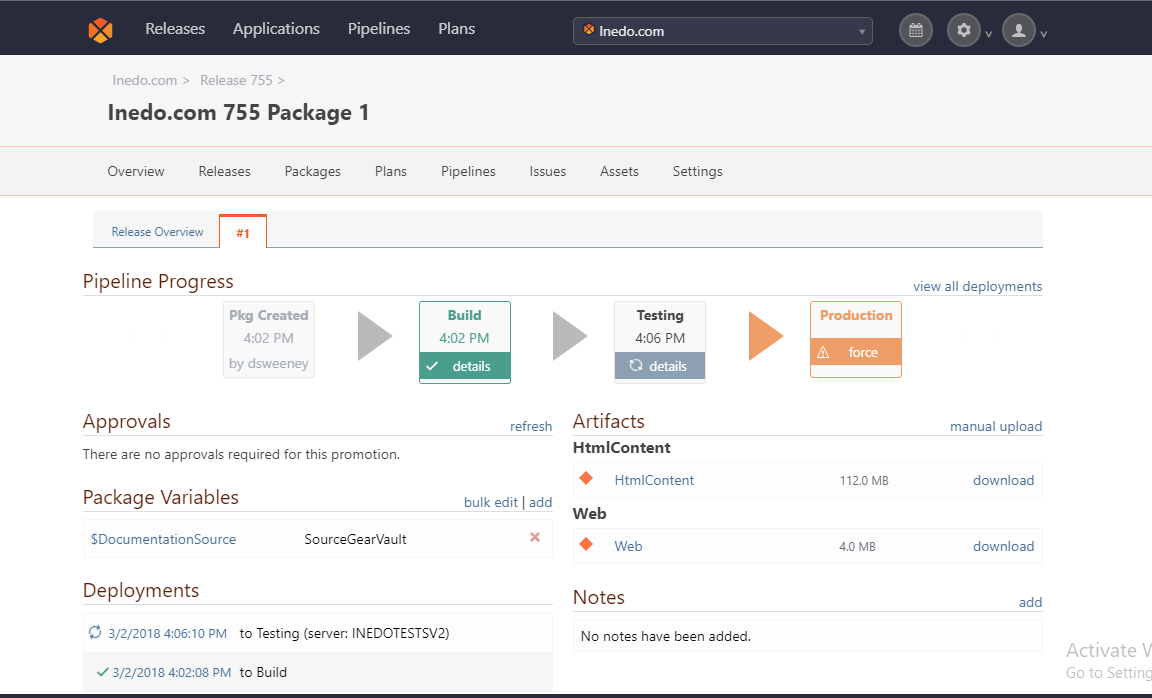 Releases Applications Pipelines Plans Inedo.com
Inedo.com > Release 755 >
Inedo.com 755 Package 1
Overview Releases Packages Plans Pipelines Issues Assets Settings
Release Overview #1
Pipeline Progress
view all deployments
Pkg Created
4:02 PM
by dsweeney
Build
4:02 PM
details
Testing
4:06 PM
details
Production
force
Approvals
refresh
There are no approvals required for this promotion.
Package Variables
bulk edit | add
$DocumentationSource SourceGearVault
Deployments
3/2/2018 4:06:10 PM to Testing (server: INEDOTESTSV2)
3/2/2018 4:02:08 PM to Build
Artifacts
manual upload
HtmlContent
HtmlContent 112.0 MB download
Web
Web 4.0 MB download
Notes
add
No notes have been added.
Activate W
Go to Setting